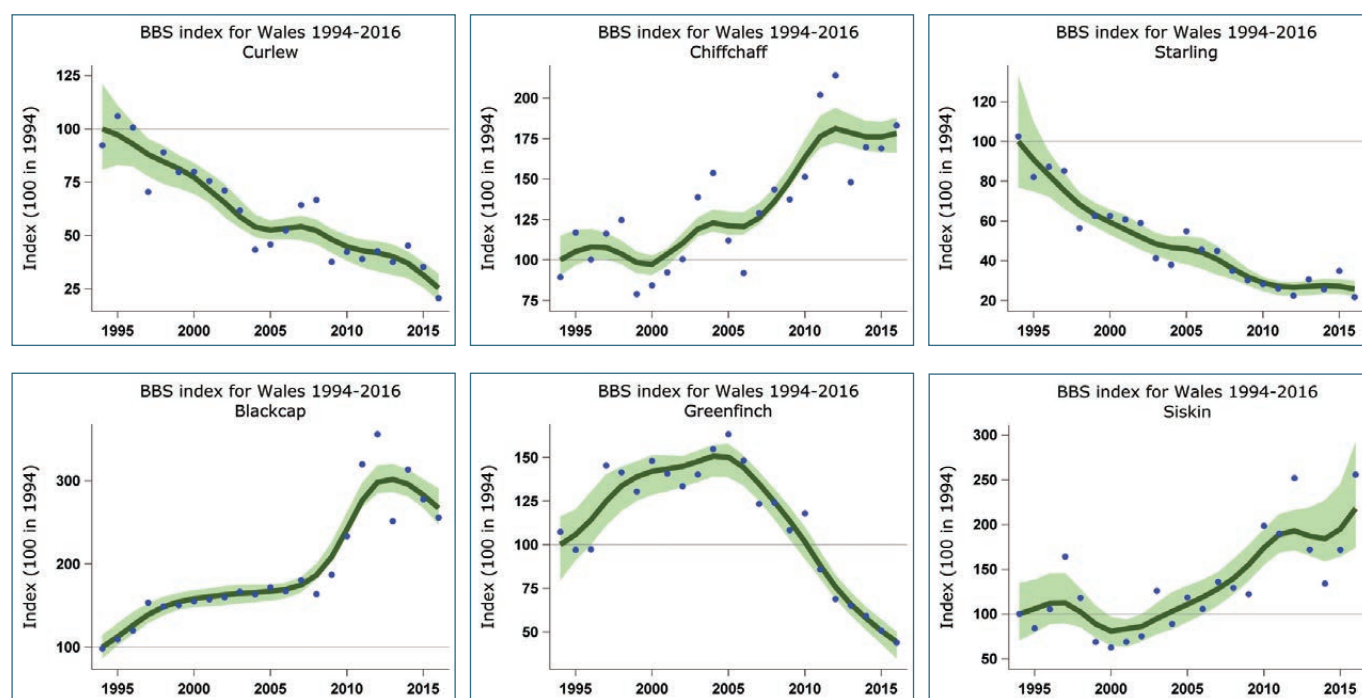 BBS index for Wales 1994-2016
Curlew
Index (100 in 1994)
125
100
75
50
25
1995 2000 2005 2010 2015
BBS index for Wales 1994-2016
Chiffchaff
Index (100 in 1994)
200
175
150
125
100
75
1995 2000 2005 2010 2015
BBS index for Wales 1994-2016
Starling
Index (100 in 1994)
120
100
80
60
40
20
1995 2000 2005 2010 2015
BBS index for Wales 1994-2016
Blackcap
Index (100 in 1994)
300
200
100
1995 2000 2005 2010 2015
BBS index for Wales 1994-2016
Greenfinch
Index (100 in 1994)
150
125
100
75
50
1995 2000 2005 2010 2015
BBS index for Wales 1994-2016
Siskin
Index (100 in 1994)
300
250
200
150
100
50
1995 2000 2005 2010 2015